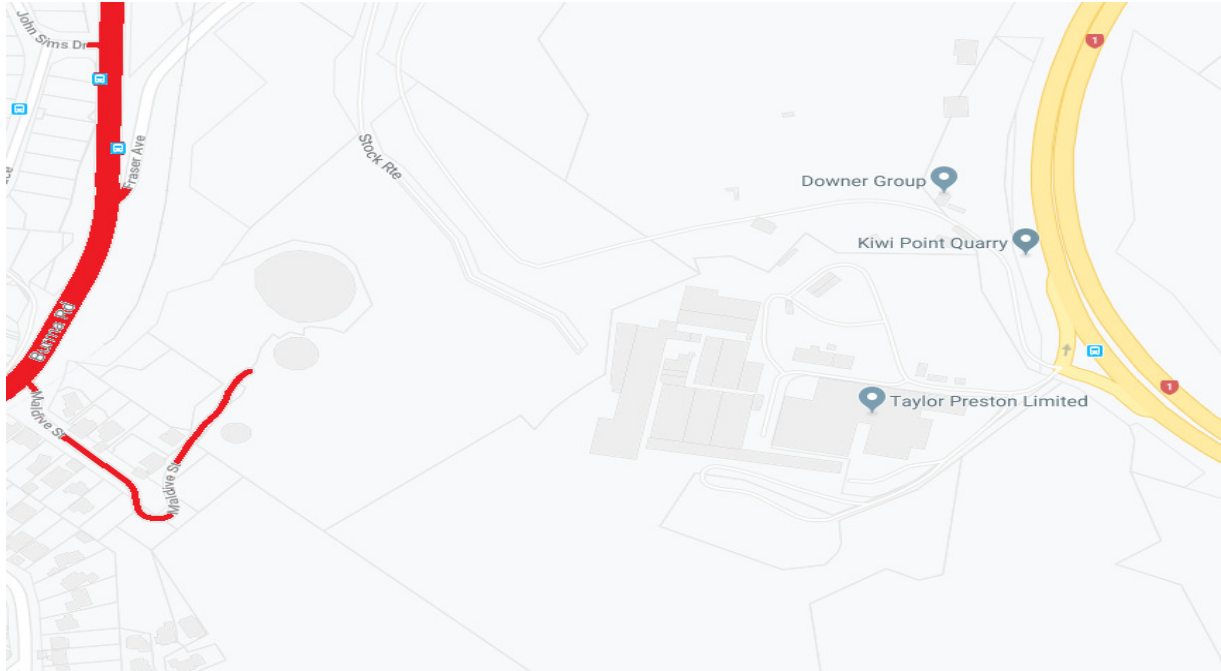 John Sims Dr
1
Fraser Ave
Stock Rte
Downer Group
Kiwi Point Quarry
Burma Rd
1
Maldive St
Taylor Preston Limited
Maldive St